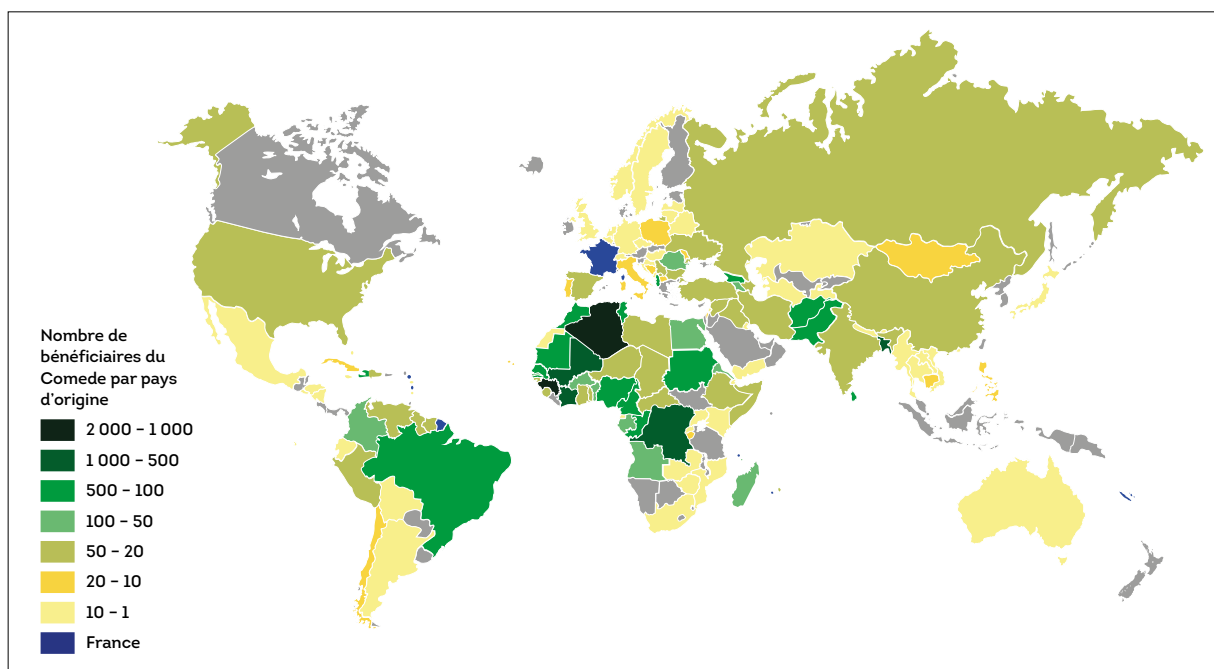 Nombre de
bénéficiaires du
Comede par pays
d’origine
2 000 – 1 000
1 000 – 500
500 – 100
100 – 50
50 – 20
20 – 10
10 – 1
France